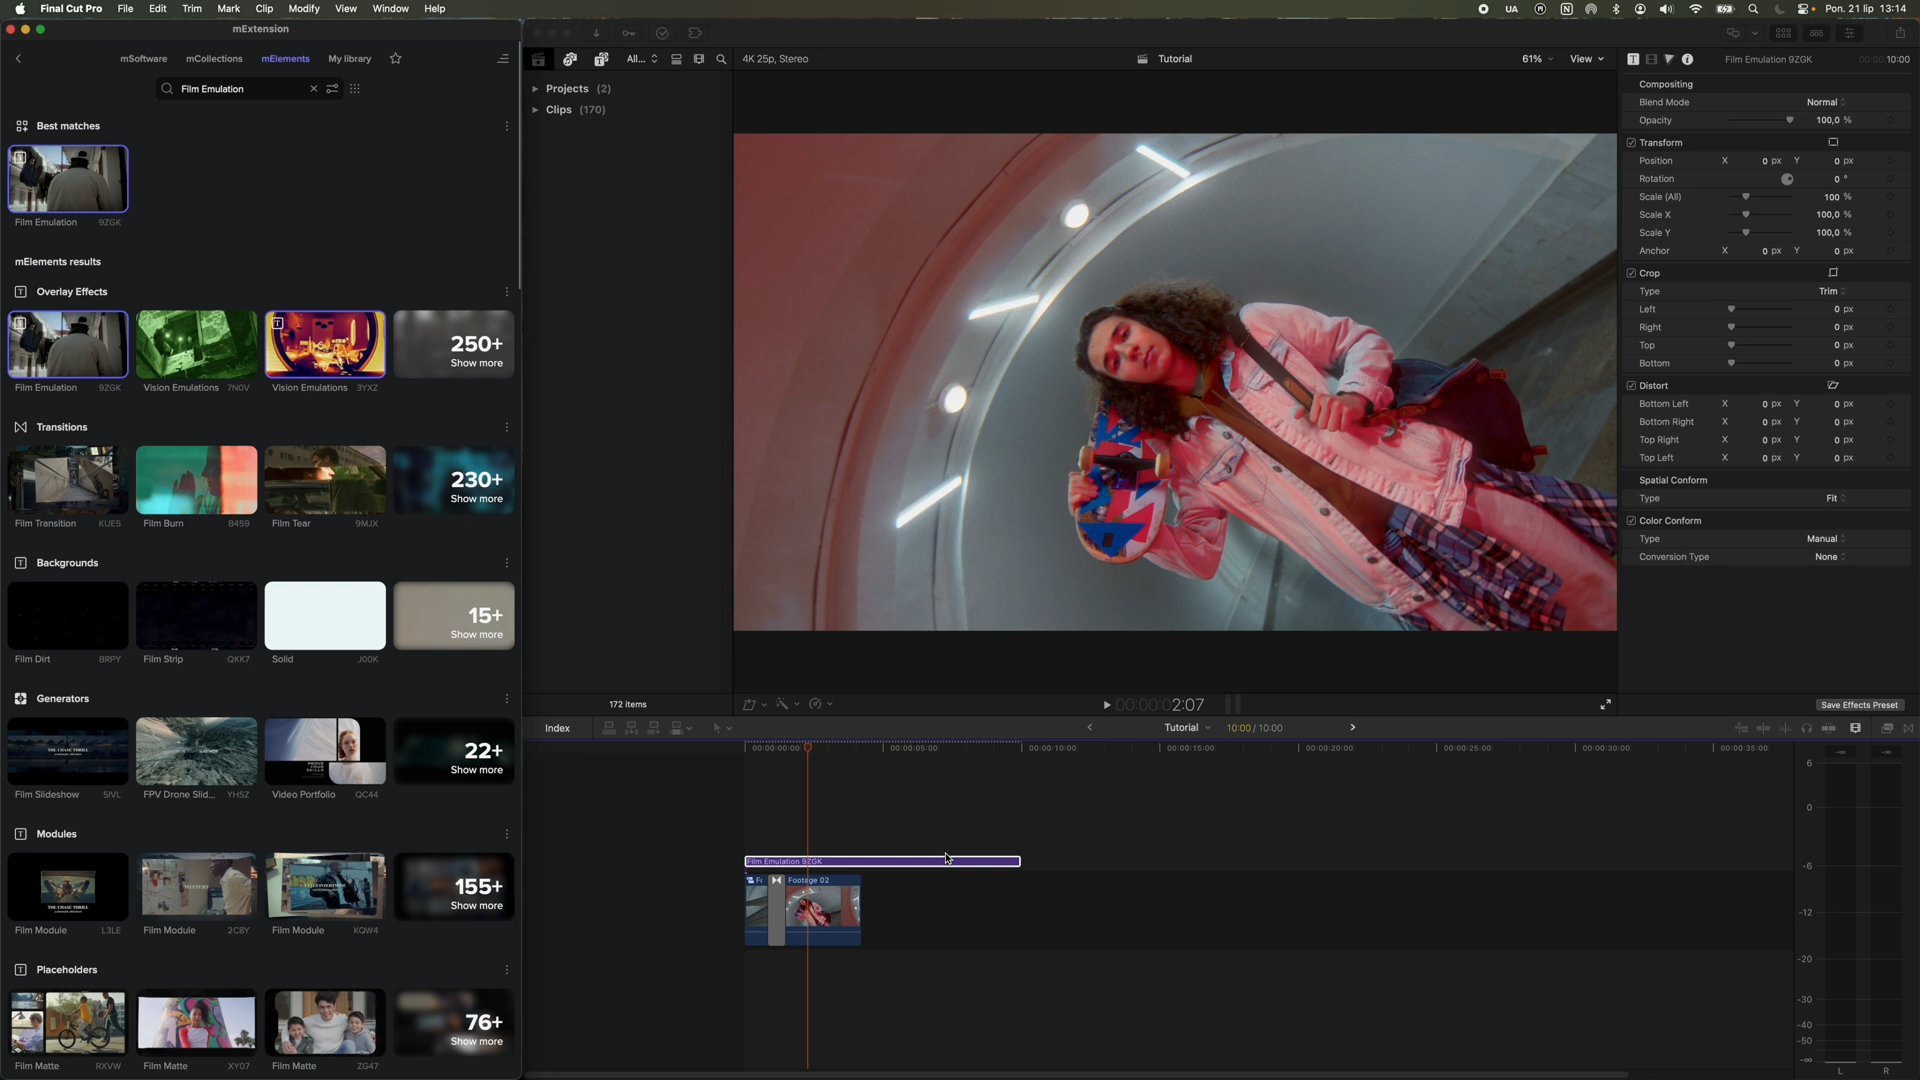 Final Cut Pro File Edit Trim Mark Clip Modify View Window Help
UA Pon. 21 lip 13:14
mExtension
mSoftware mCollections mElements My library
Film Emulation
Best matches
Film Emulation 9ZGK
mElements results
Overlay Effects
250+
Show more
Film Emulation 9ZGK Vision Emulations 7N0V Vision Emulations 3YXZ
Transitions
230+
Show more
Film Transition KUE5 Film Burn B459 Film Tear 9MJX
Backgrounds
15+
Show more
Film Dirt BRPY Film Strip QKK7 Solid J00K
Generators
22+
Show more
Film Slideshow 5IVL FPV Drone Slid... YHSZ Video Portfolio QC44
Modules
155+
Show more
Film Module L3LE Film Module 2C8Y Film Module KQW4
Placeholders
76+
Show more
Film Matte RXVW Film Matte XY07 Film Matte ZG47
All...
Projects (2)
Clips (170)
172 items
4K 25p, Stereo Tutorial 61% View
00:00:02:07
Film Emulation 9ZGK 00:00:10:00
Compositing
Blend Mode Normal
Opacity 100,0 %
Transform
Position X 0 px Y 0 px
Rotation 0 °
Scale (All) 100 %
Scale X 100,0 %
Scale Y 100,0 %
Anchor X 0 px Y 0 px
Crop
Type Trim
Left 0 px
Right 0 px
Top 0 px
Bottom 0 px
Distort
Bottom Left X 0 px Y 0 px
Bottom Right X 0 px Y 0 px
Top Right X 0 px Y 0 px
Top Left X 0 px Y 0 px
Spatial Conform
Type Fit
Color Conform
Type Manual
Conversion Type None
Save Effects Preset
Index
Tutorial 10:00 / 10:00
00:00:00:00 00:00:05:00 00:00:10:00 00:00:15:00 00:00:20:00 00:00:25:00 00:00:30:00 00:00:35:00
Film Emulation 9ZGK
Fo Footage 02
-∞ -∞
6
0
-6
-12
-20
-30
-40
-50
-∞
L R